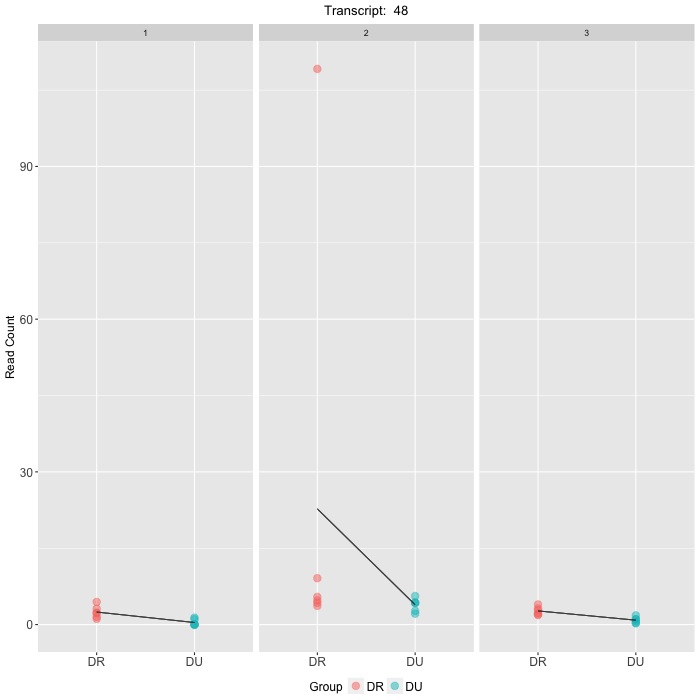 Transcript:  48
1 2 3
90
60
30
0
Read Count
DR DU DR DU DR DU
Group DR DU